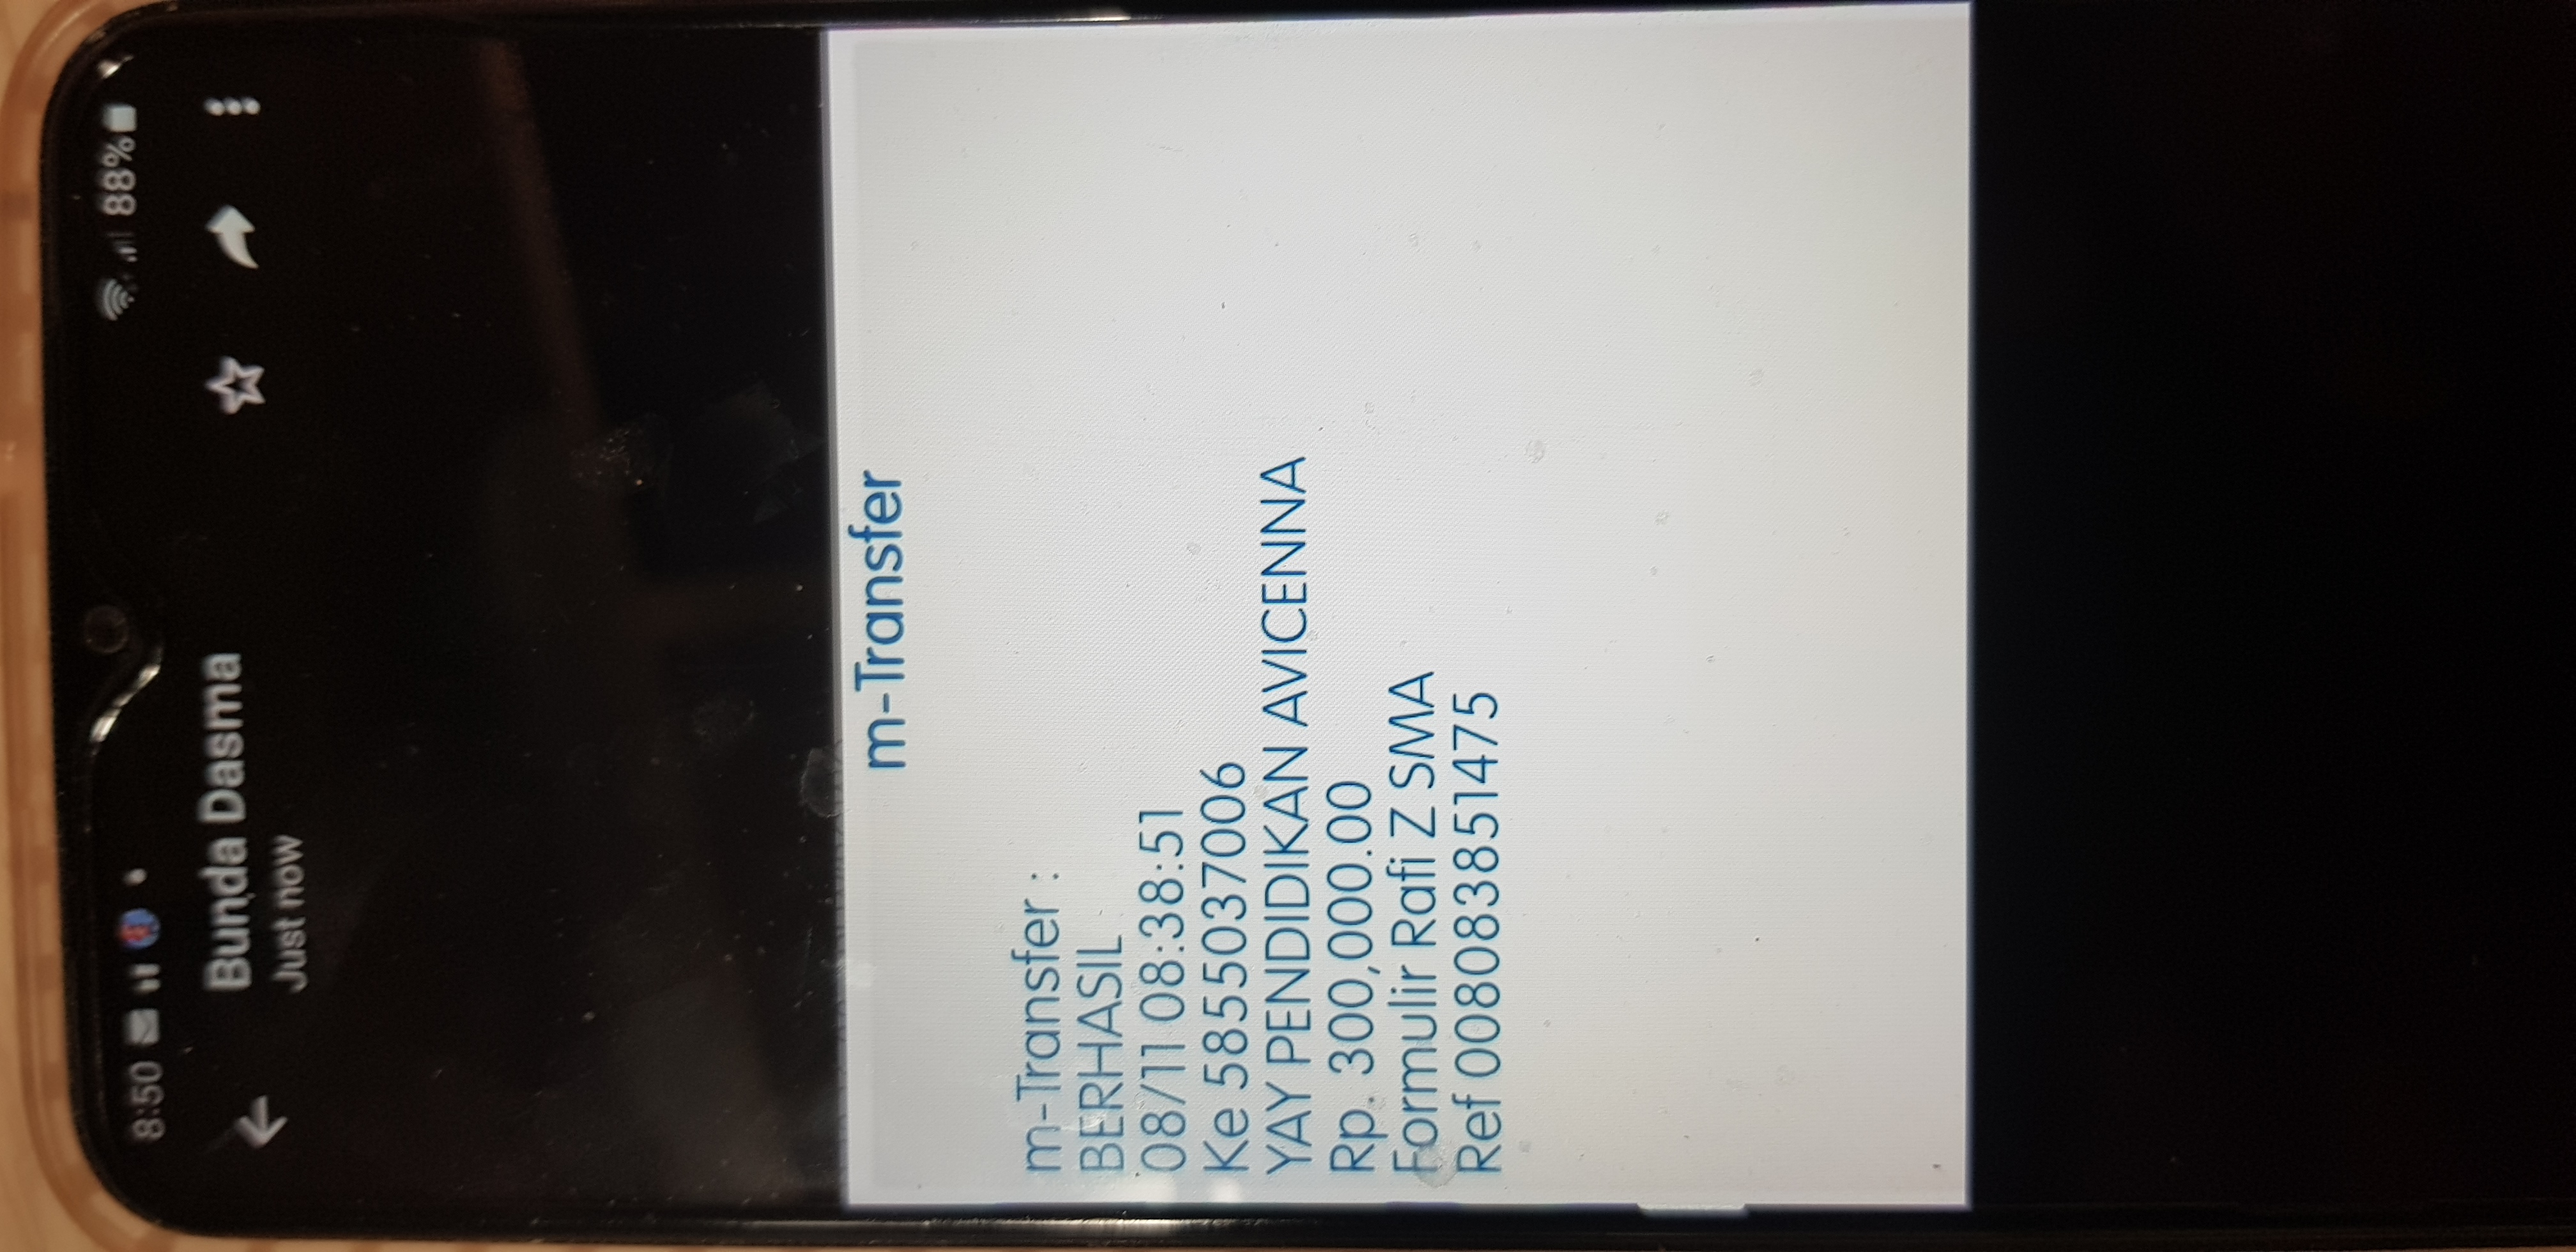 8:50 88%
Bunda Dasma
Just now
m-Transfer
m-Transfer :
BERHASIL
08/11 08:38:51
Ke 5855037006
YAY PENDIDIKAN AVICENNA
Rp. 300,000.00
Formulir Rafi Z SMA
Ref 008083851475